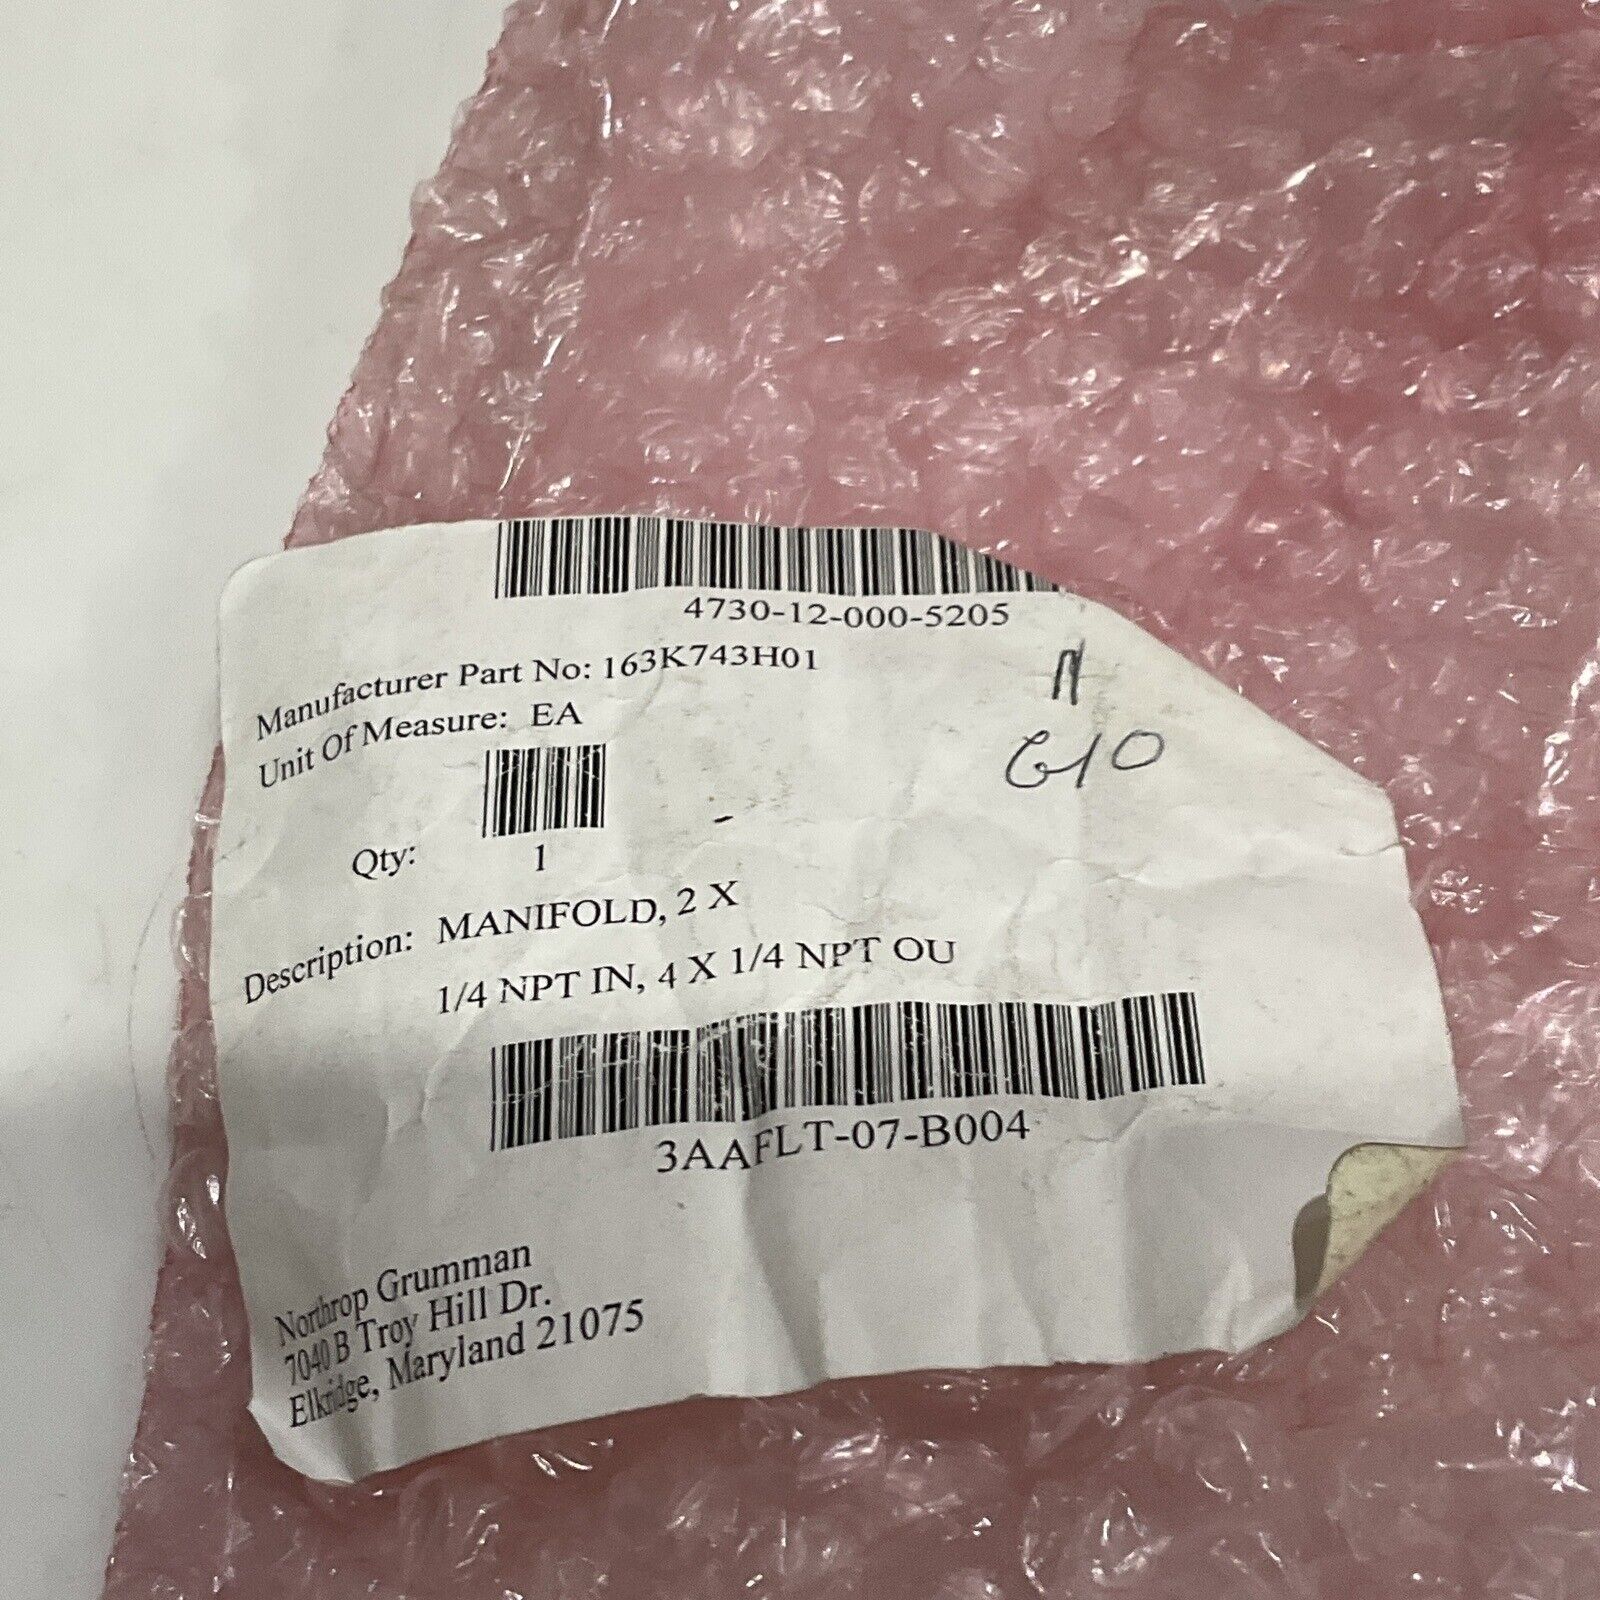 4730-12-000-5205
Manufacturer Part No: 163K743H01
Unit Of Measure: EA
G10
Qty: 1
Description: MANIFOLD, 2 X
1/4 NPT IN, 4 X 1/4 NPT OU
3AAFLT-07-B004
Northrop Grumman
7040 B Troy Hill Dr.
Elkridge, Maryland 21075